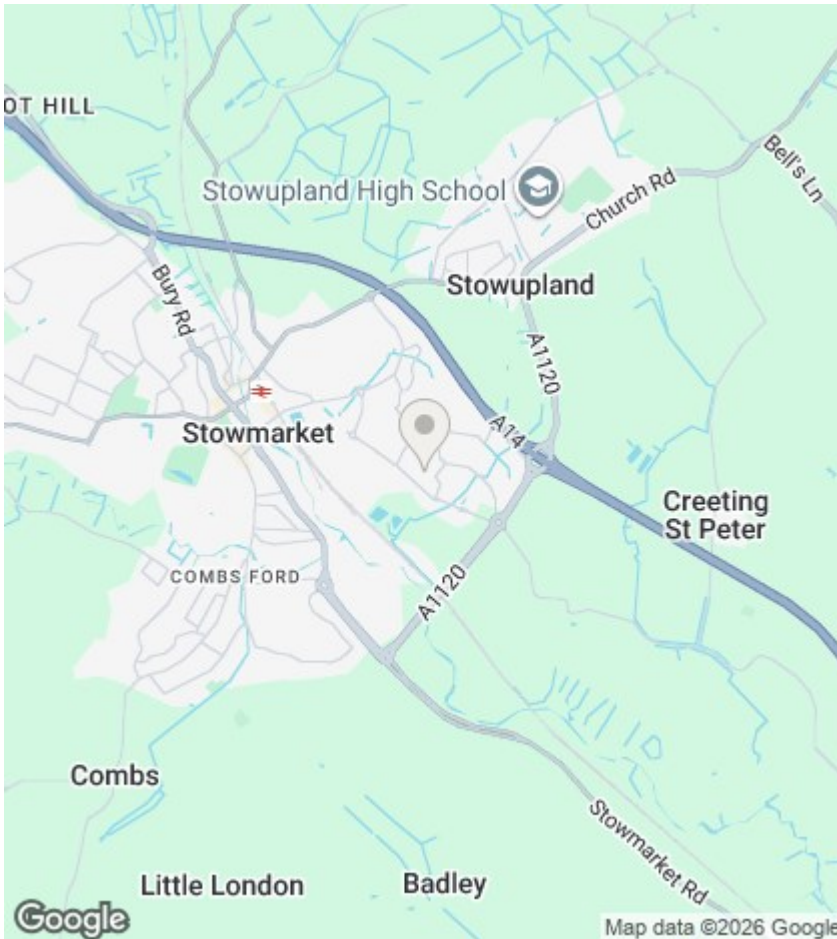 OT HILL
Stowupland High School
Church Rd
Bell's Ln
Bury Rd
Stowupland
A1120
Stowmarket
A14
Creeting
St Peter
COMBS FORD
A1120
Combs
Stowmarket Rd
Little London
Badley
Google
Map data ©2026 Google